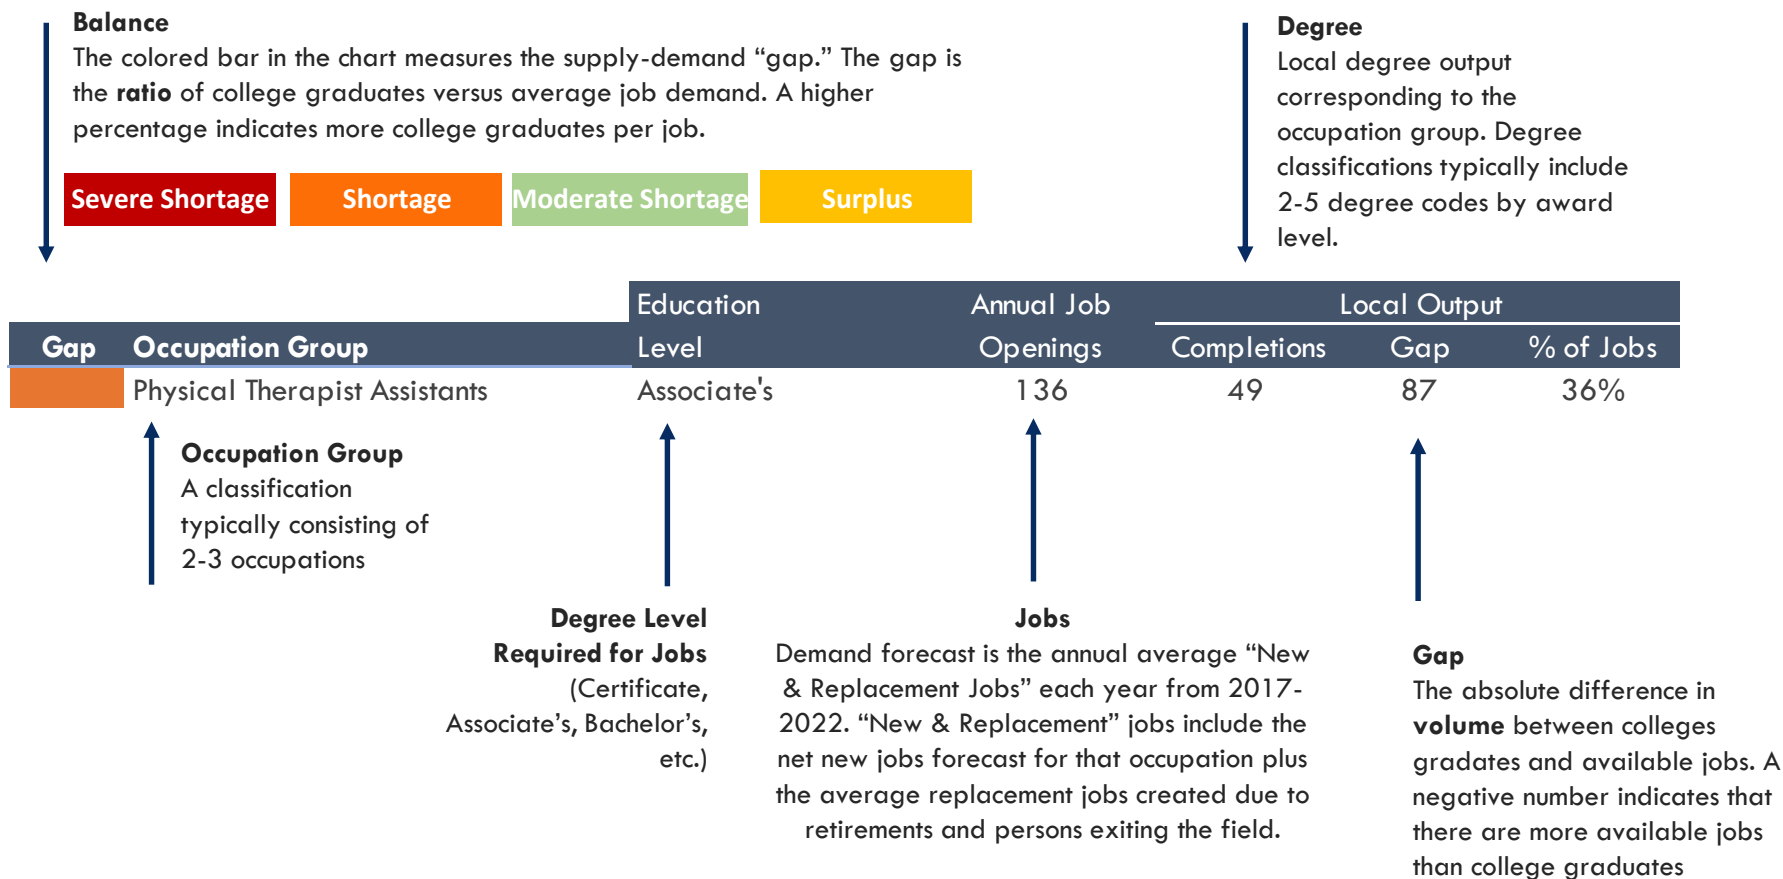 Balance
The colored bar in the chart measures the supply-demand “gap.” The gap is
the ratio of college graduates versus average job demand. A higher
percentage indicates more college graduates per job.
Severe Shortage
Shortage
Moderate Shortage
Surplus
Degree
Local degree output
corresponding to the
occupation group. Degree
classifications typically include
2-5 degree codes by award
level.
Education Annual Job Local Output
Gap Occupation Group Level Openings Completions Gap % of Jobs
Physical Therapist Assistants Associate's 136 49 87 36%
Occupation Group
A classification
typically consisting of
2-3 occupations
Degree Level
Required for Jobs
(Certificate,
Associate’s, Bachelor’s,
etc.)
Jobs
Demand forecast is the annual average “New
& Replacement Jobs” each year from 2017-
2022. “New & Replacement” jobs include the
net new jobs forecast for that occupation plus
the average replacement jobs created due to
retirements and persons exiting the field.
Gap
The absolute difference in
volume between colleges
gradates and available jobs. A
negative number indicates that
there are more available jobs
than college graduates